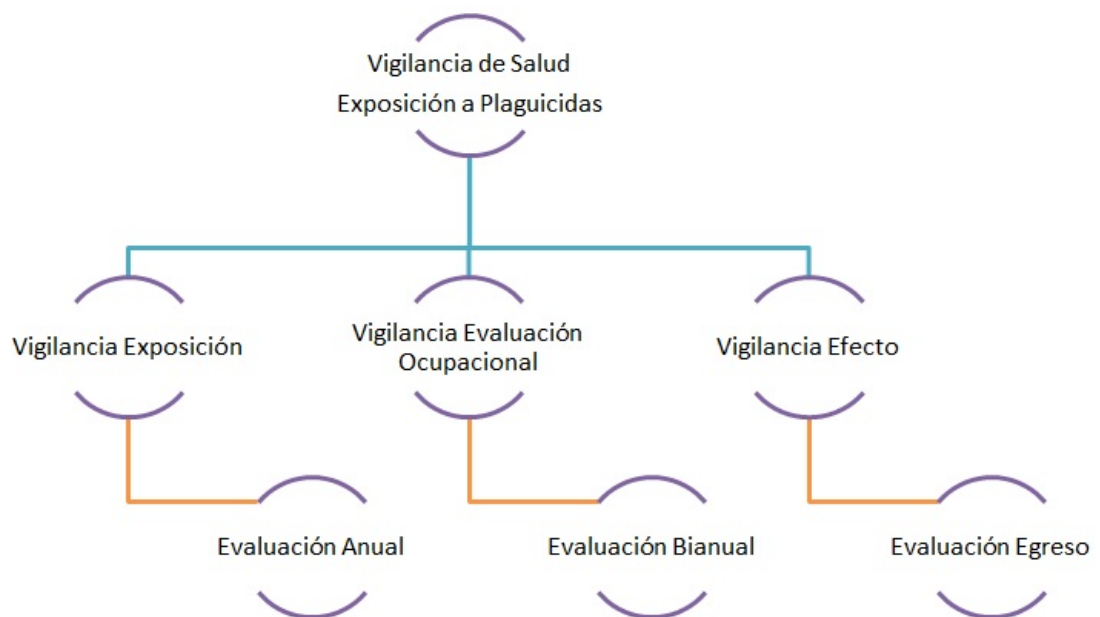 Vigilancia de Salud
Exposición a Plaguicidas
Vigilancia Exposición
Vigilancia Evaluación
Ocupacional
Vigilancia Efecto
Evaluación Anual
Evaluación Bianual
Evaluación Egreso